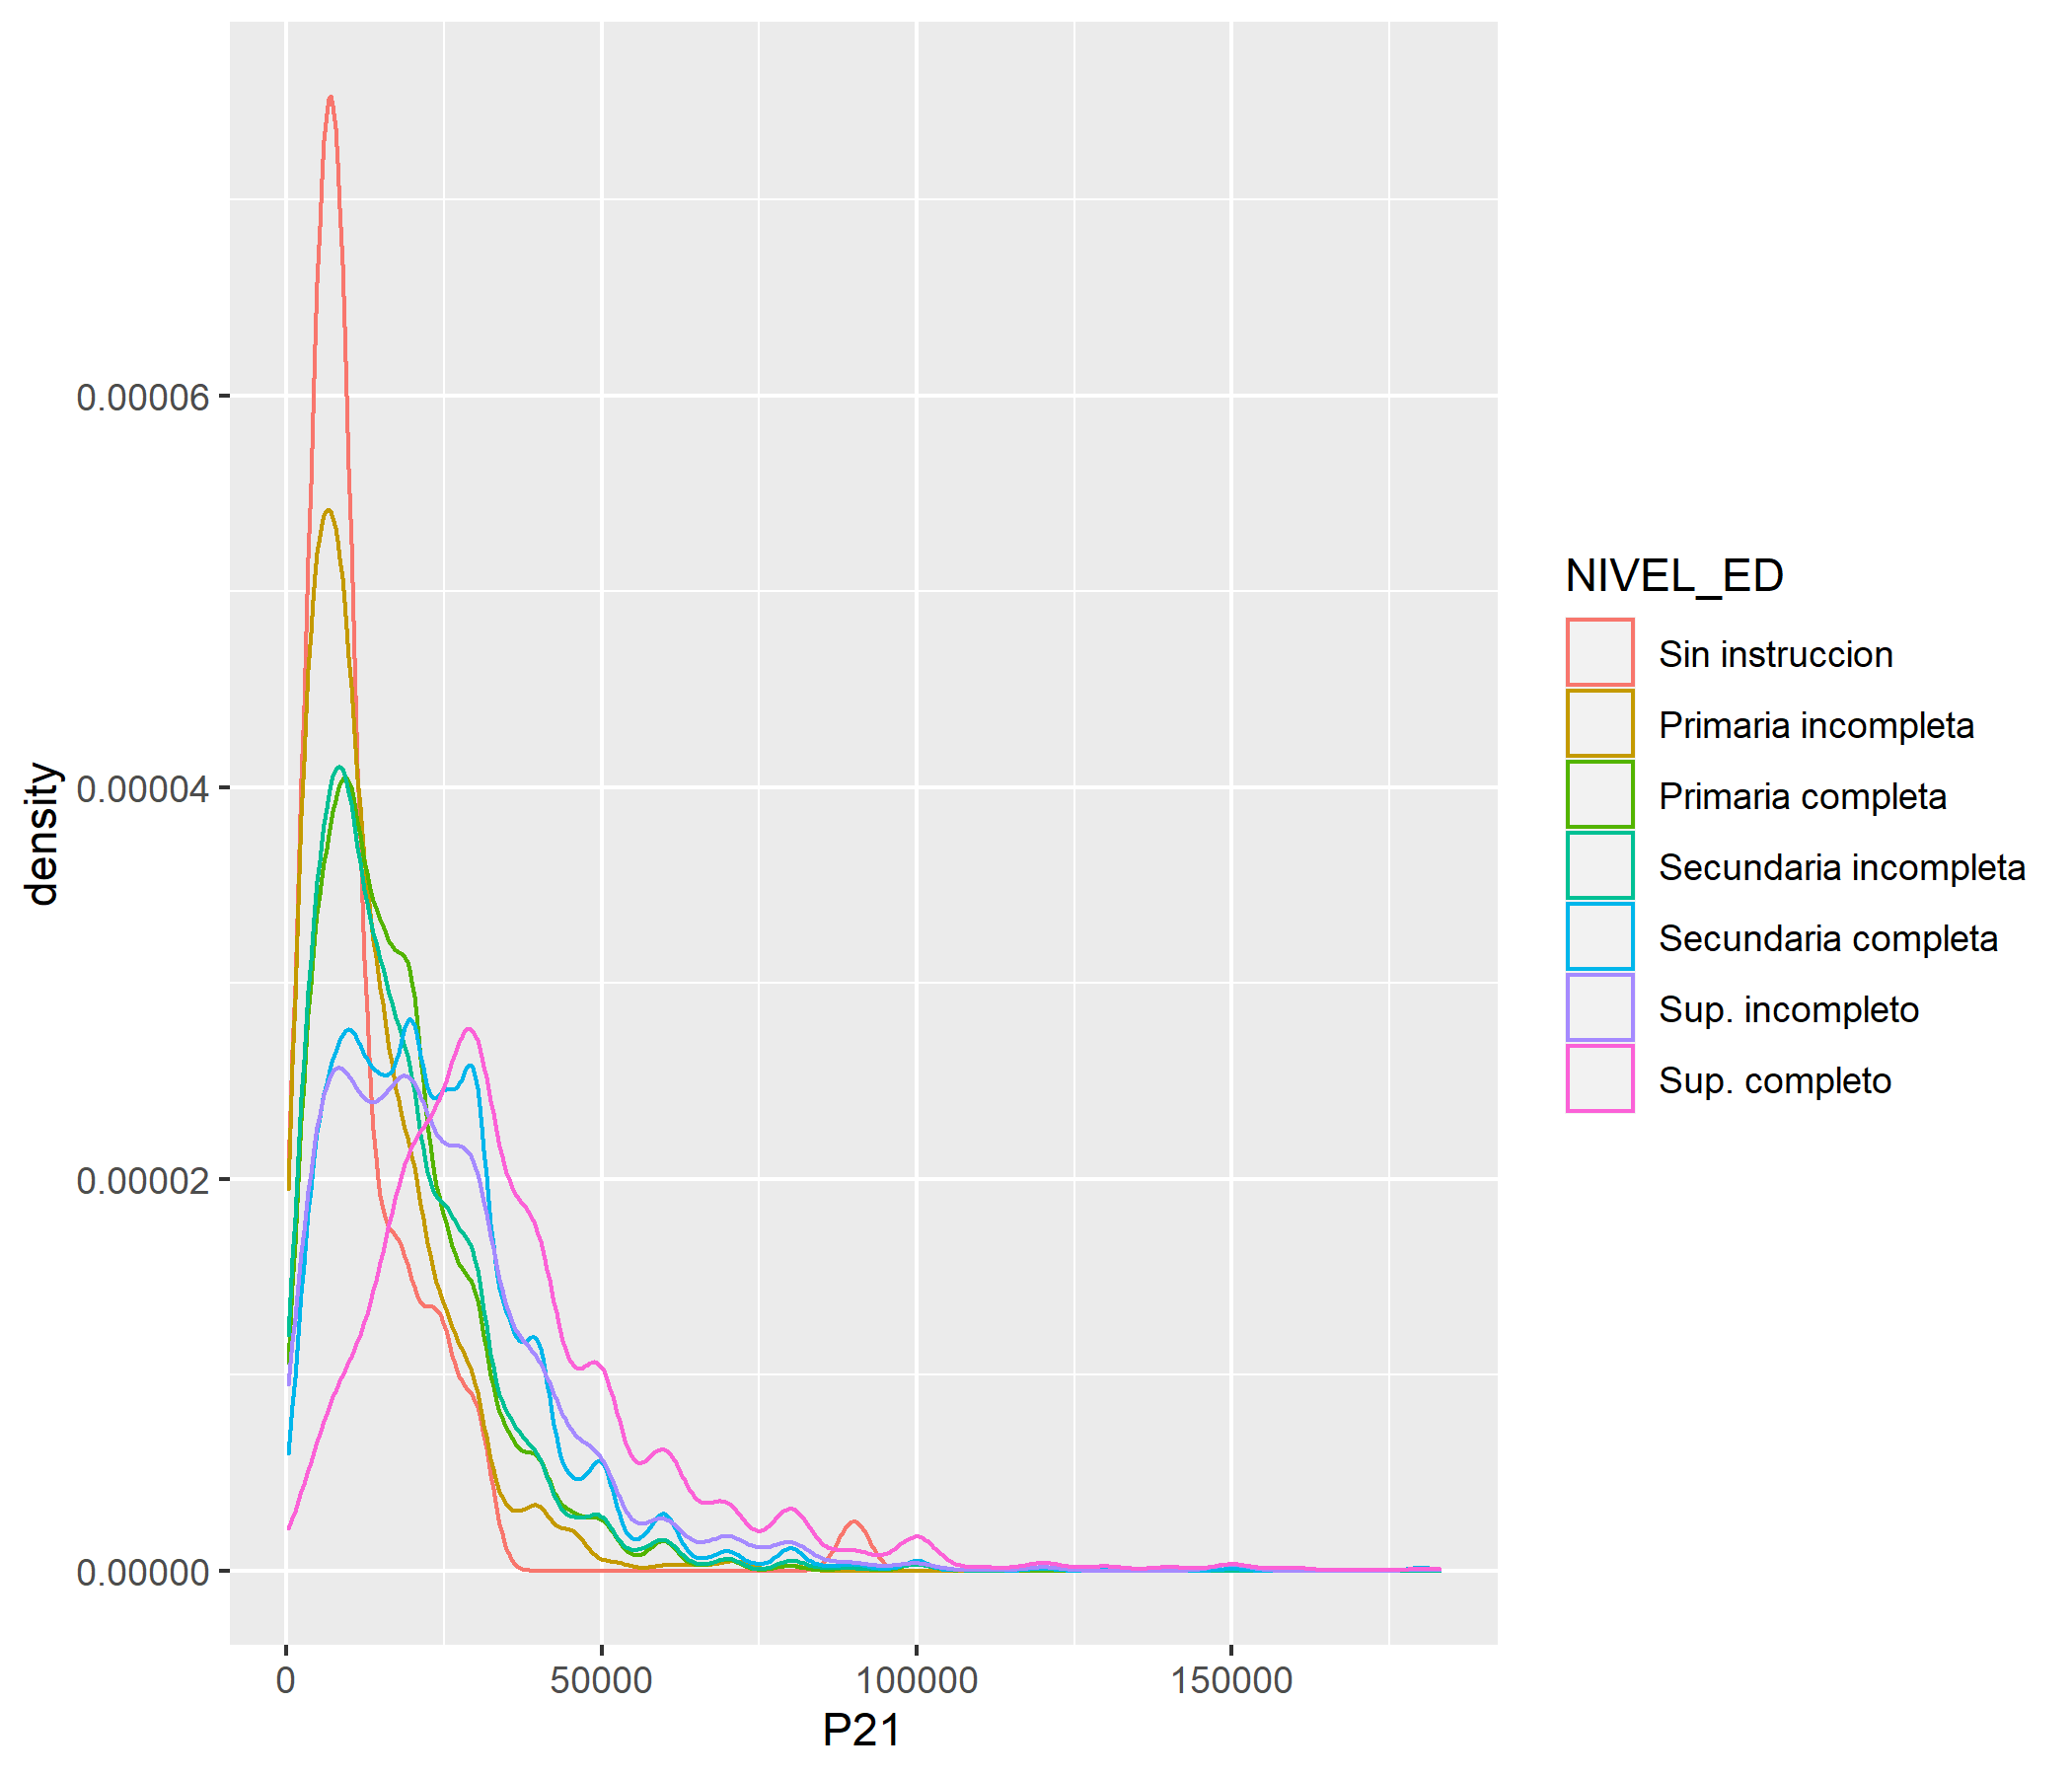 density
0.00006
0.00004
0.00002
0.00000
0
50000
100000
150000
P21
NIVEL_ED
Sin instruccion
Primaria incompleta
Primaria completa
Secundaria incompleta
Secundaria completa
Sup. incompleto
Sup. completo